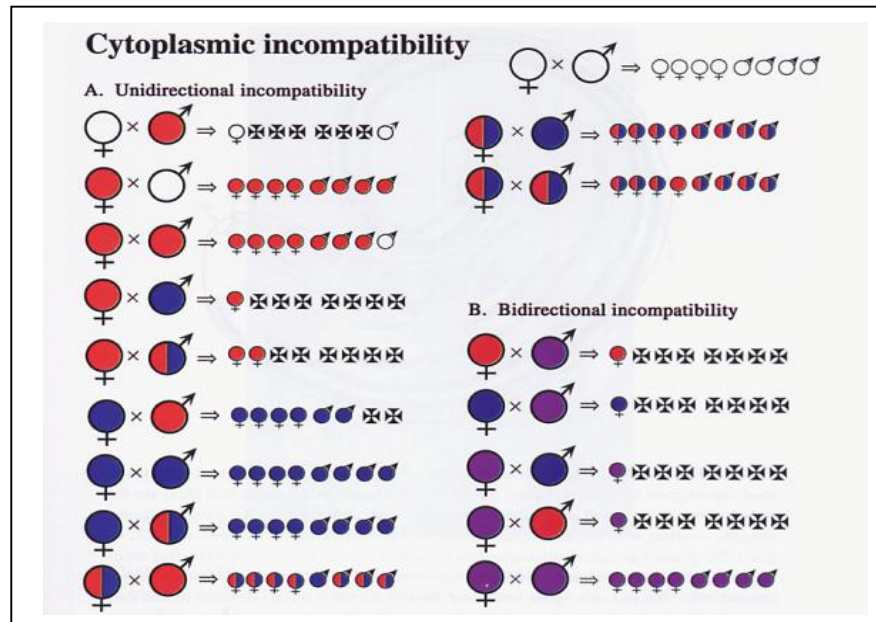 Cytoplasmic incompatibility
A. Unidirectional incompatibility
B. Bidirectional incompatibility